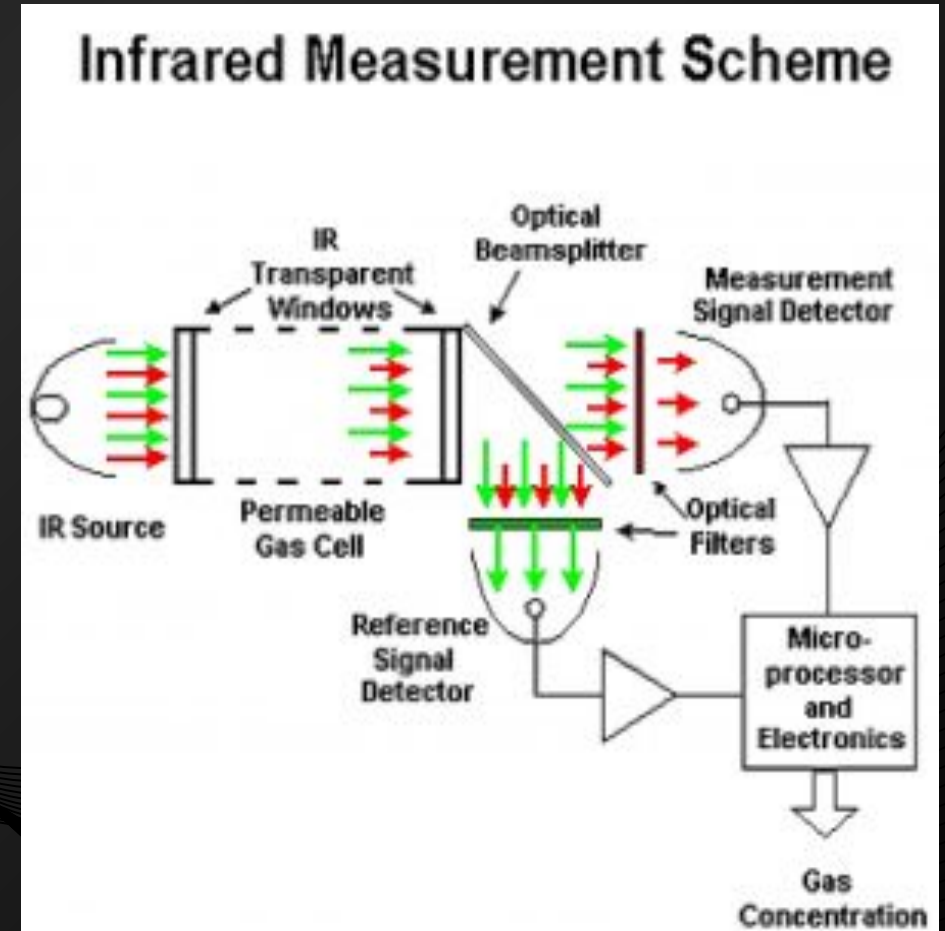 Infrared Measurement Scheme
Optical
Beamsplitter
IR
Transparent
Windows
Measurement
Signal Detector
IR Source
Permeable
Gas Cell
Optical
Filters
Reference
Signal
Detector
Micro-
processor
and
Electronics
Gas
Concentration